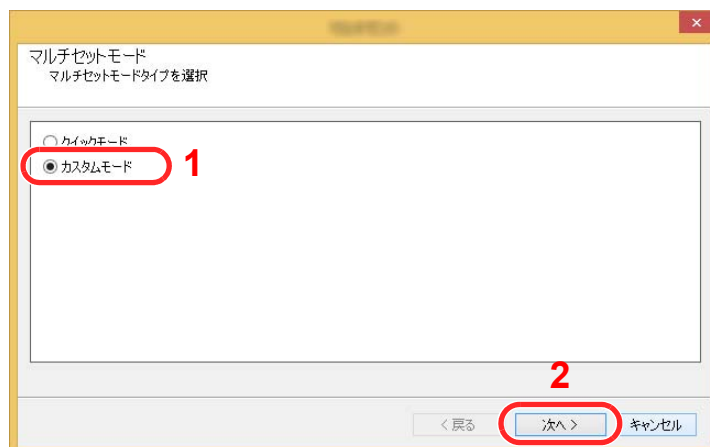 マルチセットモード
マルチセットモードタイプを選択
クイックモード
カスタムモード
1
2
< 戻る
次へ >
キャンセル